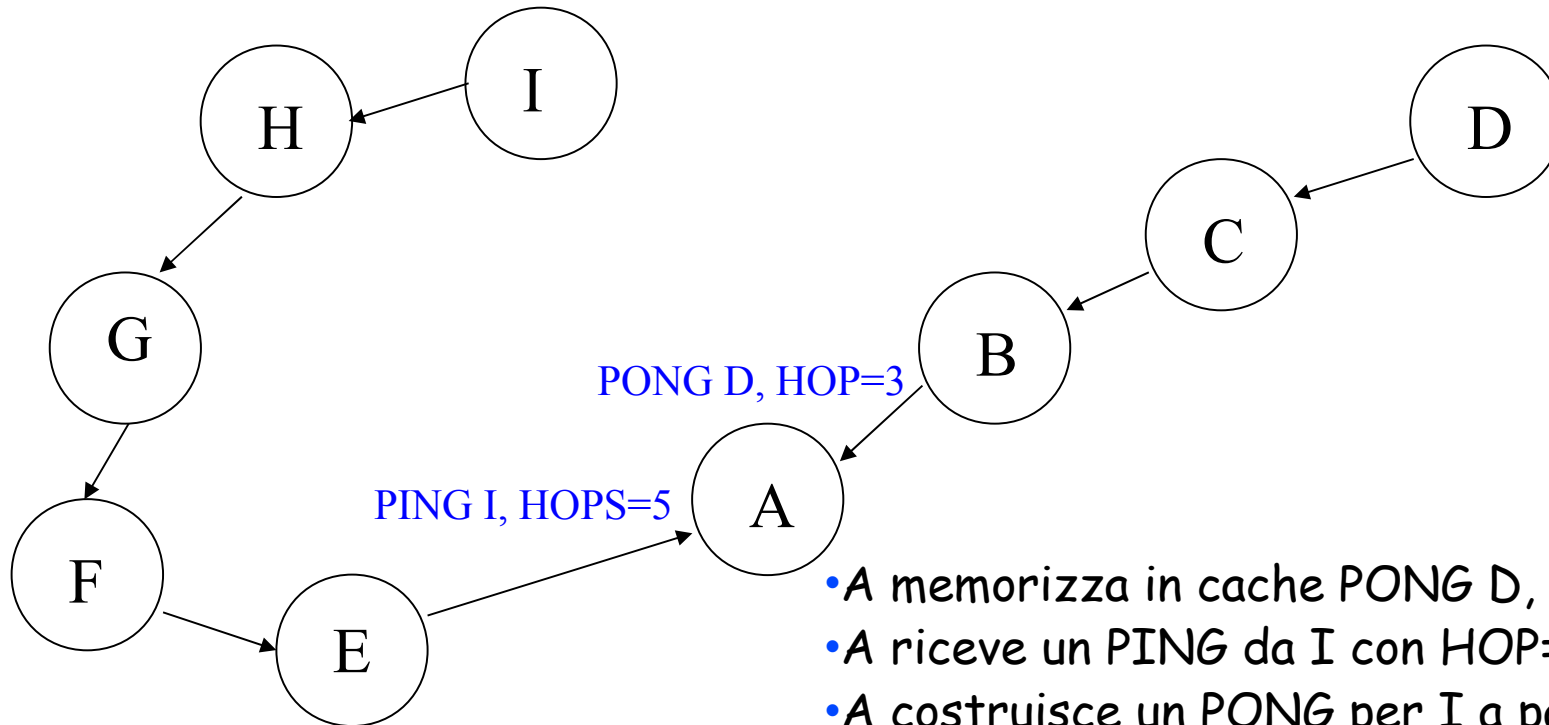 I
H
D
C
G
B
PONG D, HOP=3
PING I, HOPS=5
A
F
E
•A memorizza in cache PONG D,
•A riceve un PING da I con HOP=
•A costruisce un PONG per I a pa